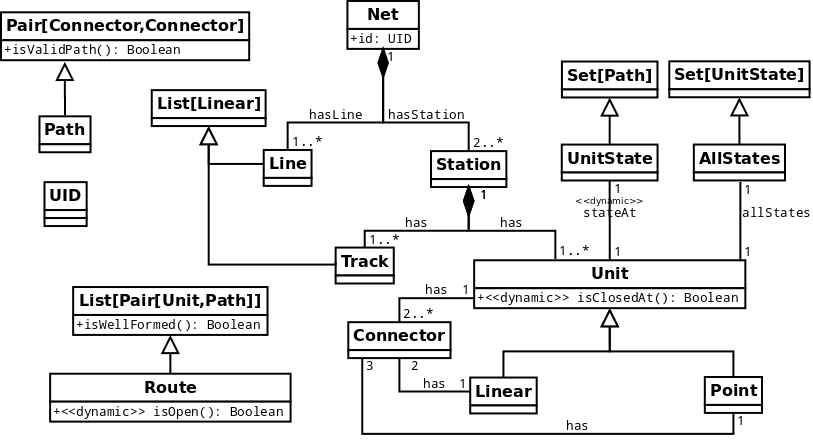 Net
+id: UID
Pair[Connector,Connector]
+isValidPath(): Boolean
1
Set[Path]
Set[UnitState]
List[Linear]
hasLine
hasStation
Path
1..*
2..*
Line
Station
UnitState
AllStates
UID
1
1
1
<<dynamic>>
stateAt
allStates
has
has
1..*
1..*
1
1
Track
Unit
+<<dynamic>> isClosedAt(): Boolean
List[Pair[Unit,Path]]
+isWellFormed(): Boolean
has
1
2..*
Connector
3
2
Route
+<<dynamic>> isOpen(): Boolean
has
1
Linear
Point
has
1